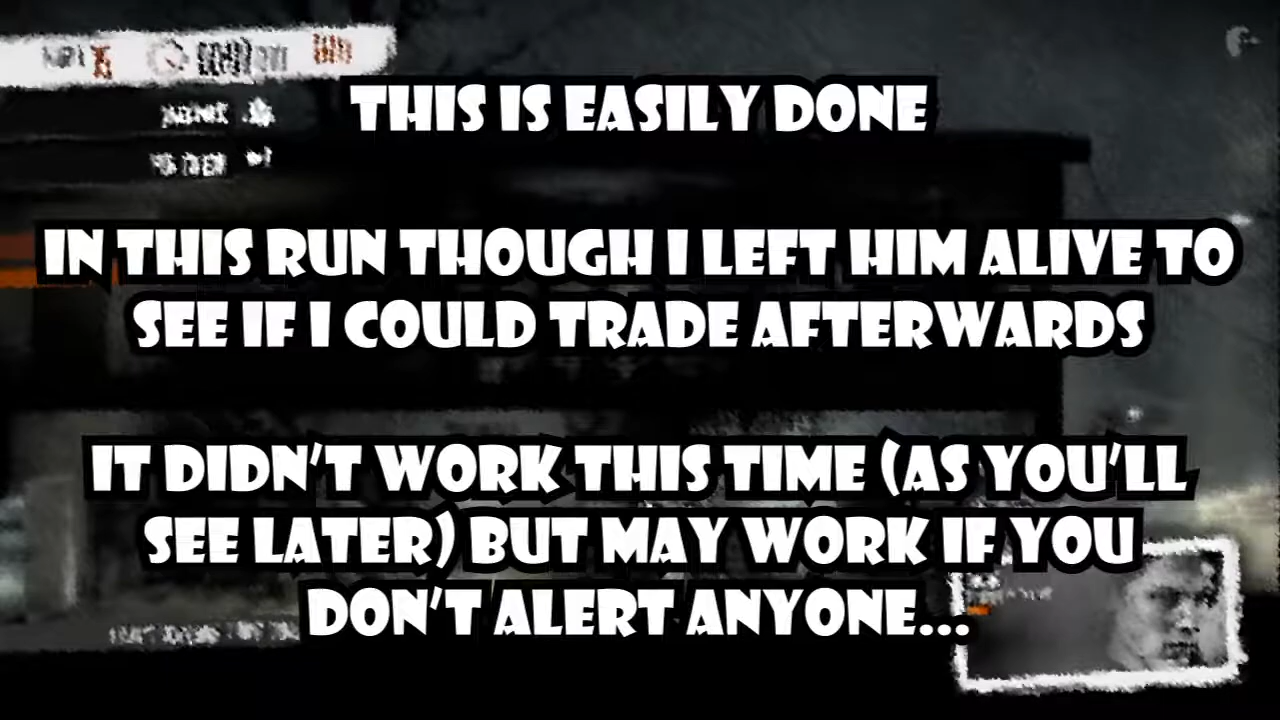 THIS IS EASILY DONE
IN THIS RUN THOUGH I LEFT HIM ALIVE TO
SEE IF I COULD TRADE AFTERWARDS
IT DIDN'T WORK THIS TIME (AS YOU'LL
SEE LATER) BUT MAY WORK IF YOU
DON'T ALERT ANYONE...